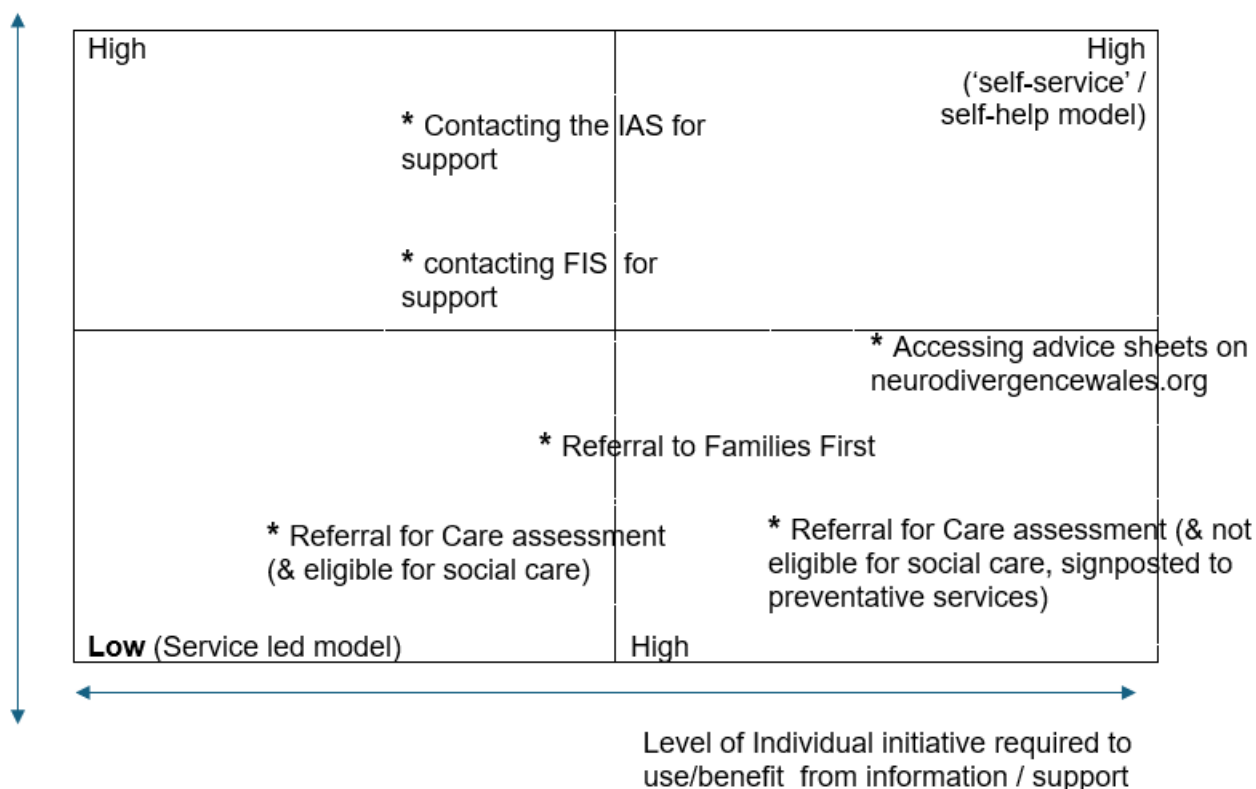 High
High
(‘self-service’ /
self-help model)
* Contacting the IAS for
support
* contacting FIS for
support
* Accessing advice sheets on
neurodivergencewales.org
* Referral to Families First
* Referral for Care assessment
(& eligible for social care)
* Referral for Care assessment (& not
eligible for social care, signposted to
preventative services)
Low (Service led model)
High
Level of Individual initiative required to
use/benefit from information / support